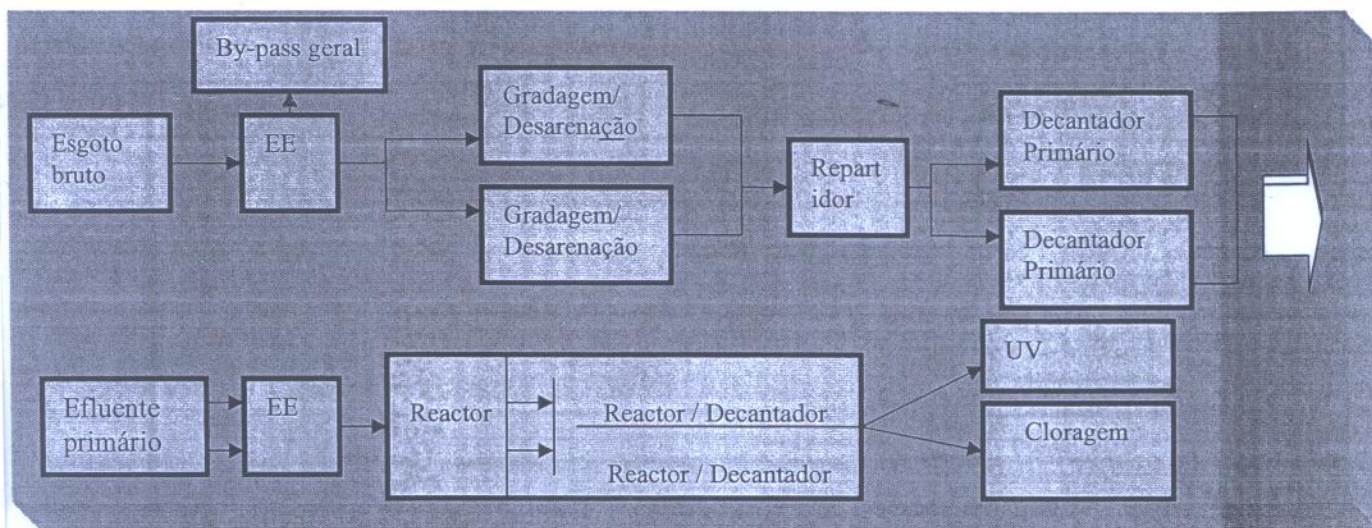 By-pass geral
Esgoto
bruto
EE
Gradagem/
Desarenação
Gradagem/
Desarenação
Repart
idor
Decantador
Primário
Decantador
Primário
Efluente
primário
EE
Reactor
Reactor / Decantador
Reactor / Decantador
UV
Cloragem